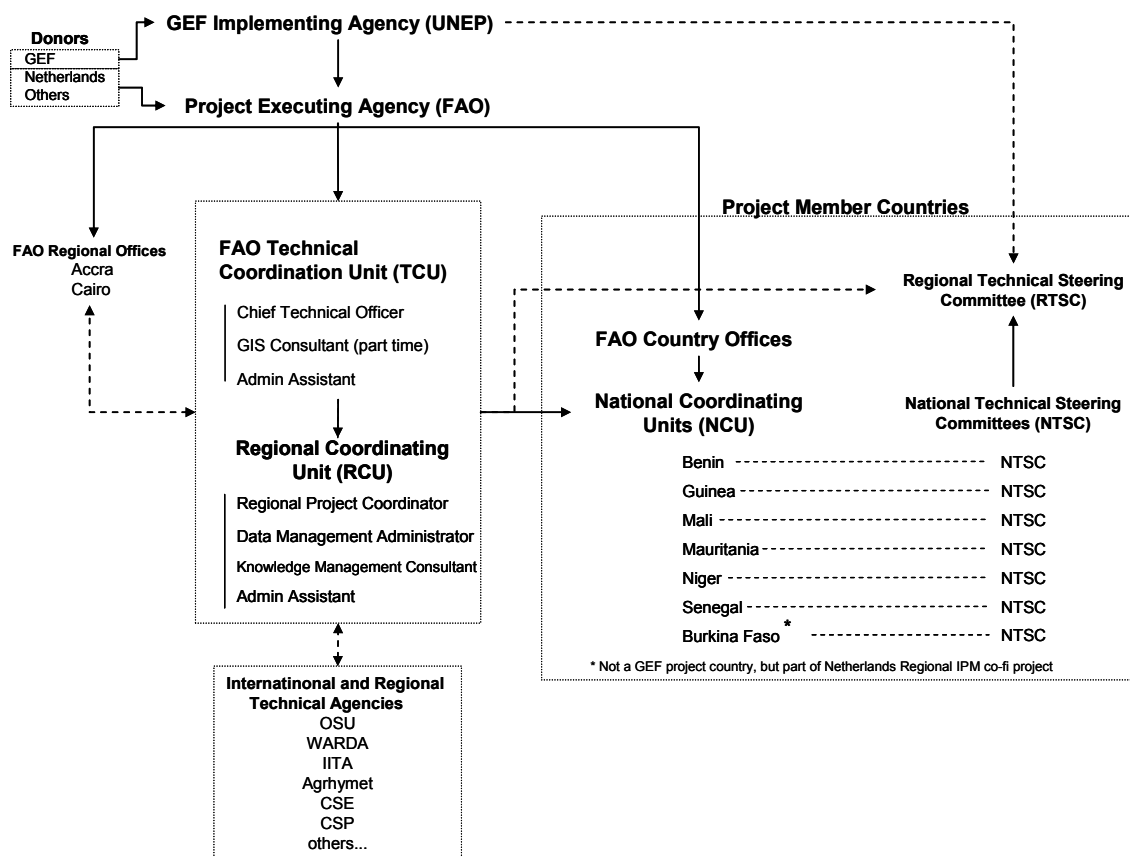 GEF Implementing Agency (UNEP)
Donors
GEF
Netherlands
Others
Project Executing Agency (FAO)
FAO Regional Offices
Accra
Cairo
FAO Technical
Coordination Unit (TCU)
Chief Technical Officer
GIS Consultant (part time)
Admin Assistant
Regional Coordinating
Unit (RCU)
Regional Project Coordinator
Data Management Administrator
Knowledge Management Consultant
Admin Assistant
Internatinonal and Regional
Technical Agencies
OSU
WARDA
IITA
Agrhymet
CSE
CSP
others...
Project Member Countries
Regional Technical Steering
Committee (RTSC)
FAO Country Offices
National Coordinating
Units (NCU)
National Technical Steering
Committees (NTSC)
Benin NTSC
Guinea NTSC
Mali NTSC
Mauritania NTSC
Niger NTSC
Senegal NTSC
Burkina Faso * NTSC
* Not a GEF project country, but part of Netherlands Regional IPM co-fi project